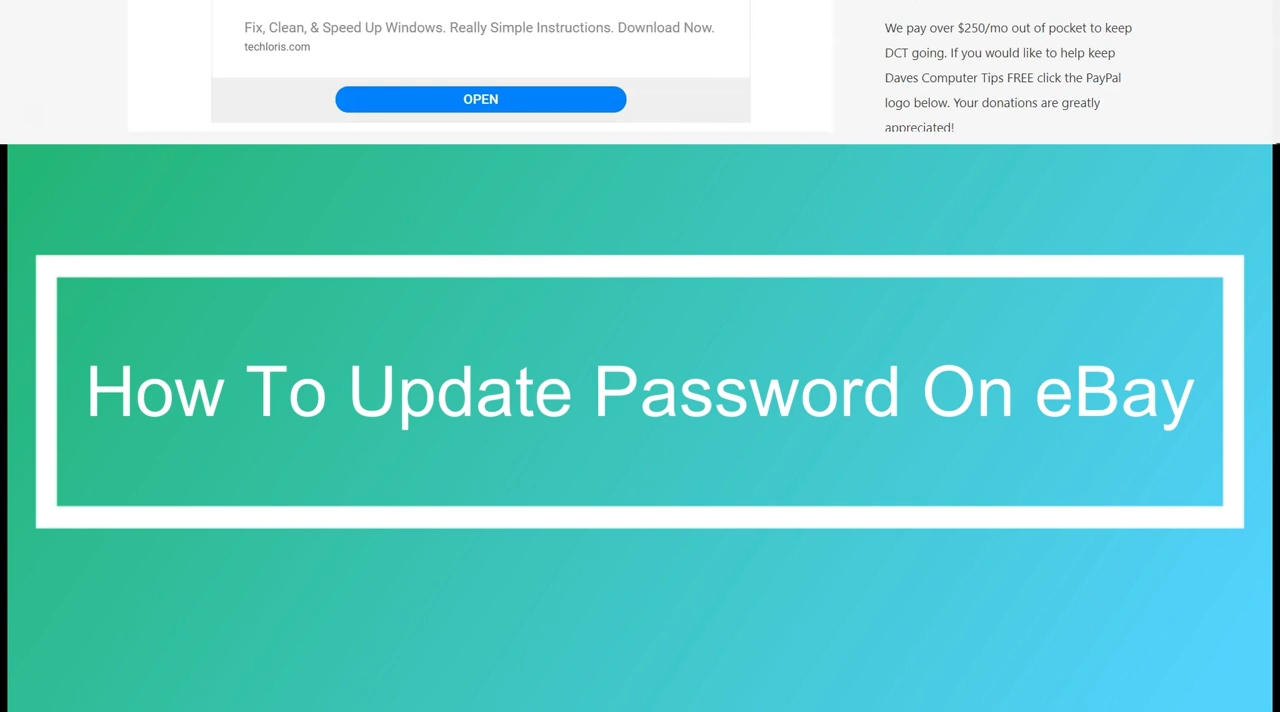 Fix, Clean, & Speed Up Windows. Really Simple Instructions. Download Now.
techloris.com
OPEN
We pay over $250/mo out of pocket to keep
DCT going. If you would like to help keep
Daves Computer Tips FREE click the PayPal
logo below. Your donations are greatly
appreciated!
How To Update Password On eBay